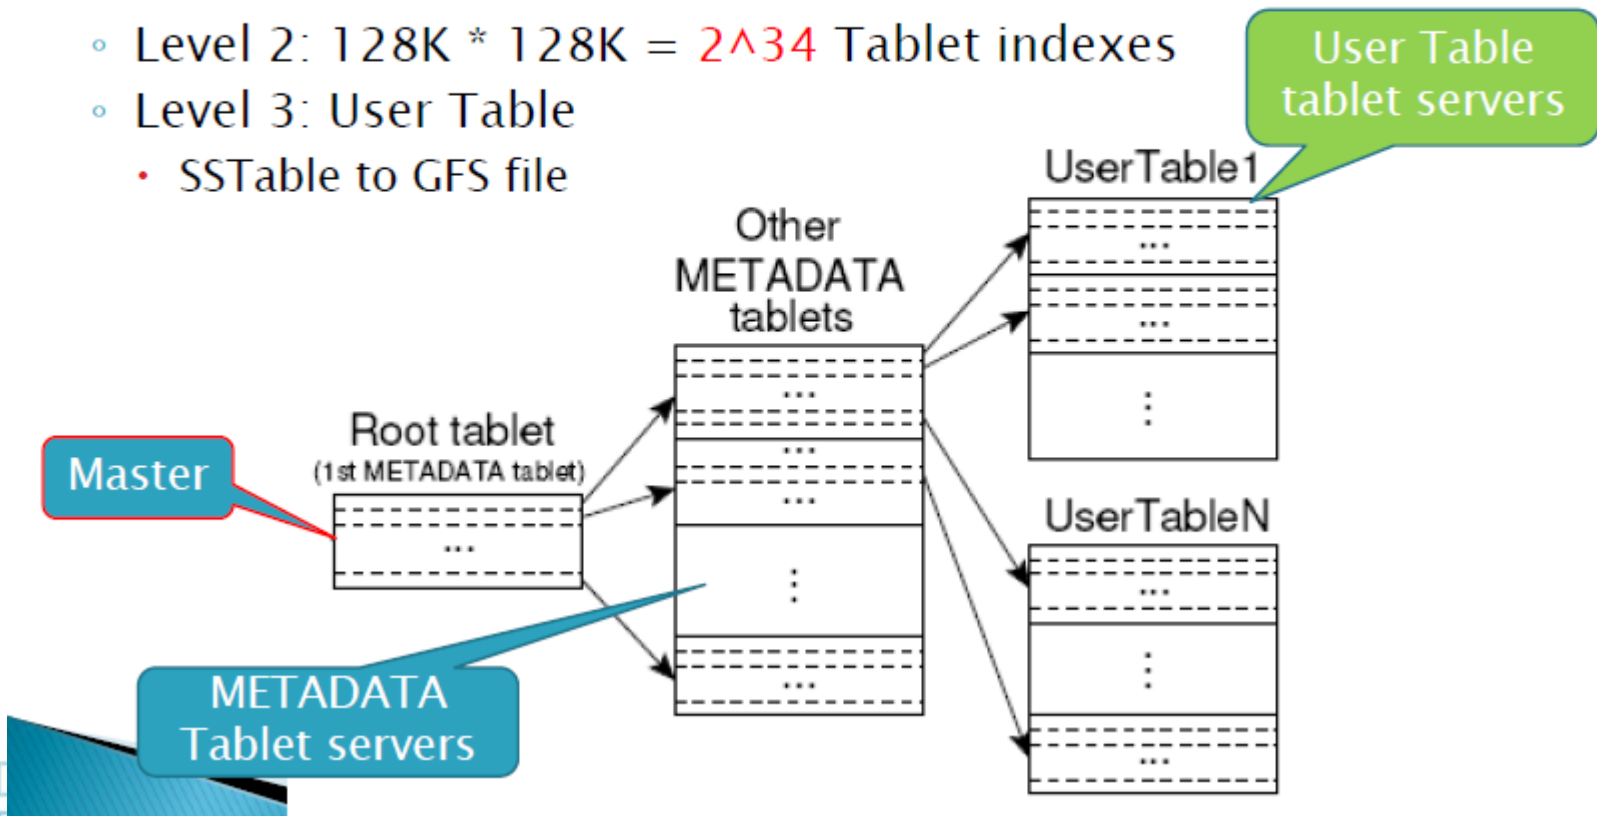 Level 2: 128K * 128K = 2^34 Tablet indexes
Level 3: User Table
SSTable to GFS file
User Table
tablet servers
UserTable1
...
...
⋮
Other
METADATA
tablets
...
...
...
⋮
...
Root tablet
(1st METADATA tablet)
...
Master
UserTableN
...
⋮
...
METADATA
Tablet servers